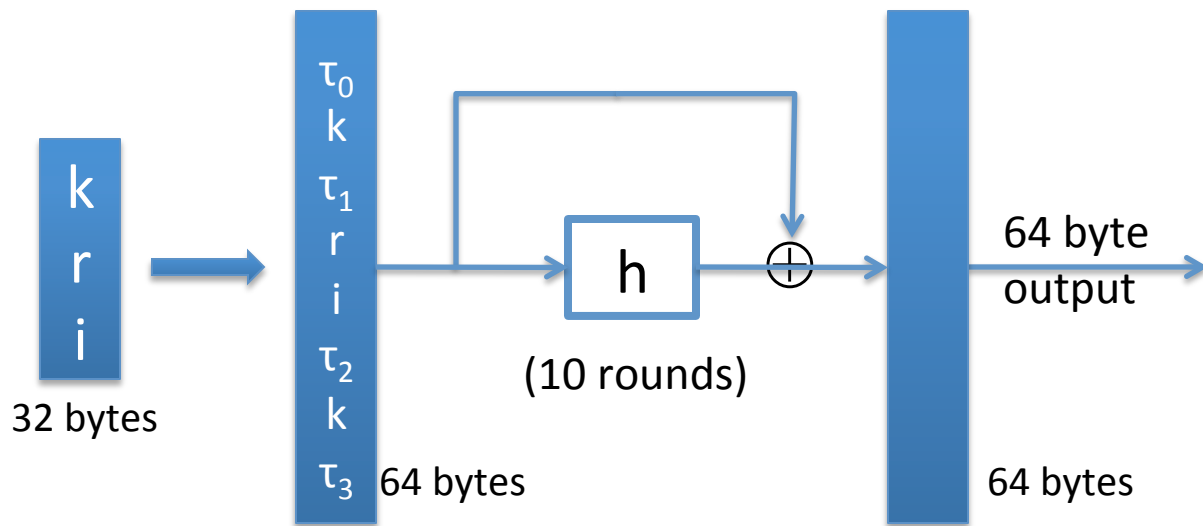 k
r
i
32 bytes
τ₀
k
τ₁
r
i
τ₂
k
τ₃
64 bytes
h
(10 rounds)
64 byte
output
64 bytes